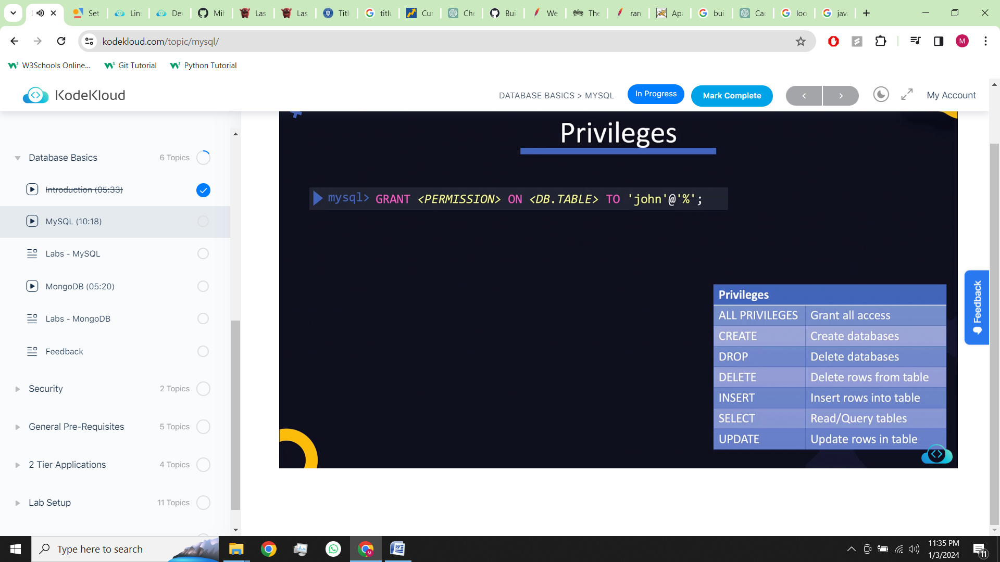 Set
Lin
De
Mih
Las
Las
Titl
titl
Cur
Che
Bui
We
The
ran
Apa
bui
Cac
loo
jav
kodekloud.com/topic/mysql/
M
W3Schools Online...
Git Tutorial
Python Tutorial
KodeKloud
DATABASE BASICS > MYSQL
In Progress
Mark Complete
My Account
Database Basics
6 Topics
Introduction (05:33)
MySQL (10:18)
Labs - MySQL
MongoDB (05:20)
Labs - MongoDB
Feedback
Security
2 Topics
General Pre-Requisites
5 Topics
2 Tier Applications
4 Topics
Lab Setup
11 Topics
Privileges
mysql> GRANT <PERMISSION> ON <DB.TABLE> TO 'john'@'%';
Privileges
ALL PRIVILEGES Grant all access
CREATE Create databases
DROP Delete databases
DELETE Delete rows from table
INSERT Insert rows into table
SELECT Read/Query tables
UPDATE Update rows in table
Feedback
Type here to search
11:35 PM
1/3/2024
11